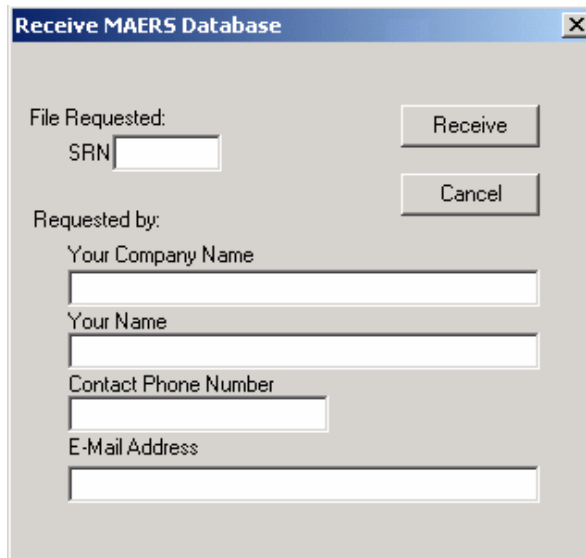 Receive MAERS Database
File Requested:
Receive
SRN
Cancel
Requested by:
Your Company Name
Your Name
Contact Phone Number
E-Mail Address